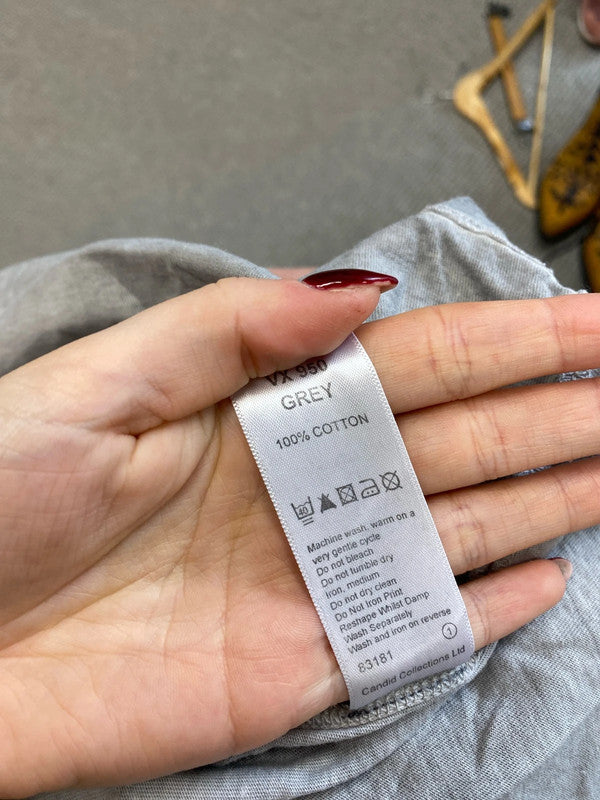 VX 950
GREY
100% COTTON
40
Machine wash, warm on a
very gentle cycle
Do not bleach
Do not tumble dry
Iron, medium
Do not dry clean
Do Not Iron Print
Reshape Whilst Damp
Wash Separately
Wash and iron on reverse
83181 1
Candid Collections Ltd